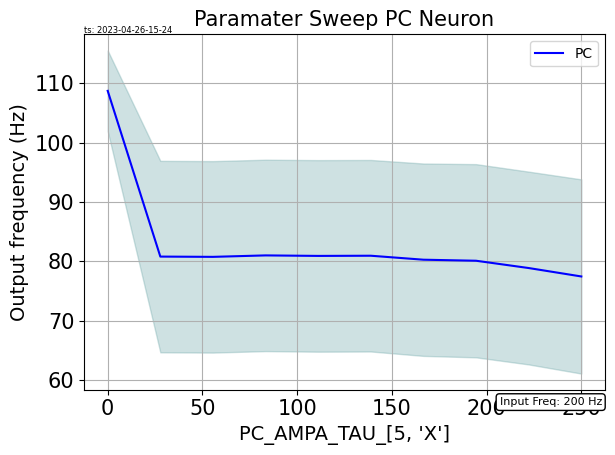 Paramater Sweep PC Neuron
ts: 2023-04-26-15-24
PC
110
100
90
80
70
60
Output frequency (Hz)
0 50 100 150 200 250
Input Freq: 200 Hz
PC_AMPA_TAU_[5, 'X']